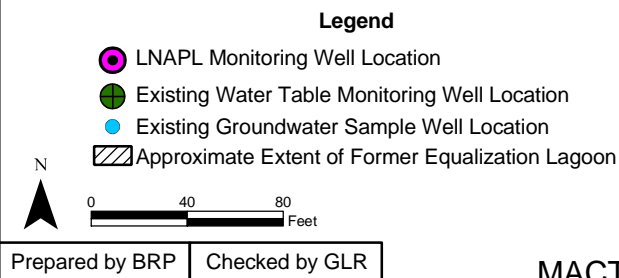 Legend
LNAPL Monitoring Well Location
Existing Water Table Monitoring Well Location
Existing Groundwater Sample Well Location
Approximate Extent of Former Equalization Lagoon
N
0 40 80
Feet
Prepared by BRP Checked by GLR
MACT